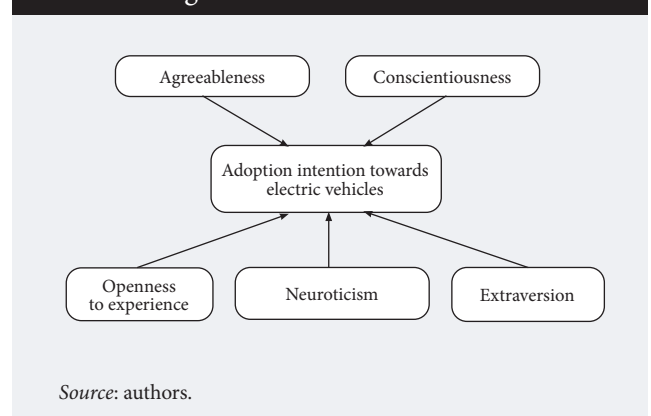 Agreeableness
Conscientiousness
Adoption intention towards
electric vehicles
Openness
to experience
Neuroticism
Extraversion
Source: authors.